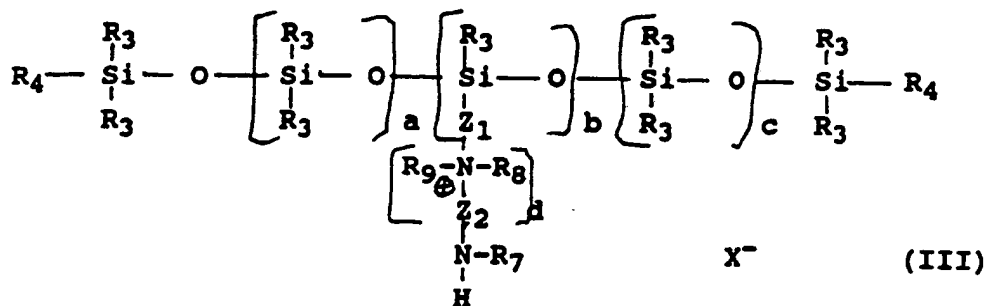 R3 R3 R3 R3 R3
R4 Si O Si O Si O Si O Si R4
R3 R3 a Z1 b R3 c R3
R9 N ⊕ R8
Z2 d
N-R7 X⁻ (III)
H